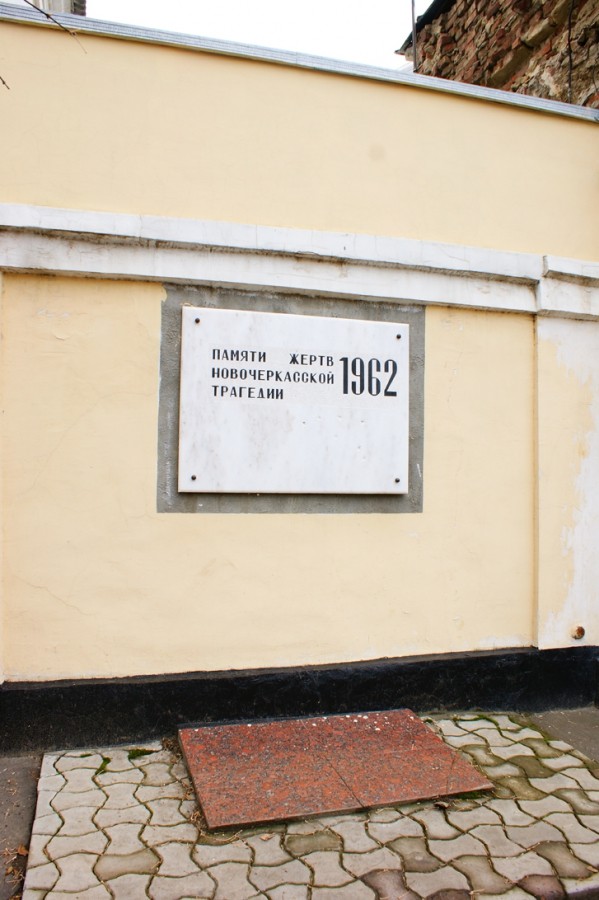 ПАМЯТИ ЖЕРТВ
НОВОЧЕРКАССКОЙ 1962
ТРАГЕДИИ